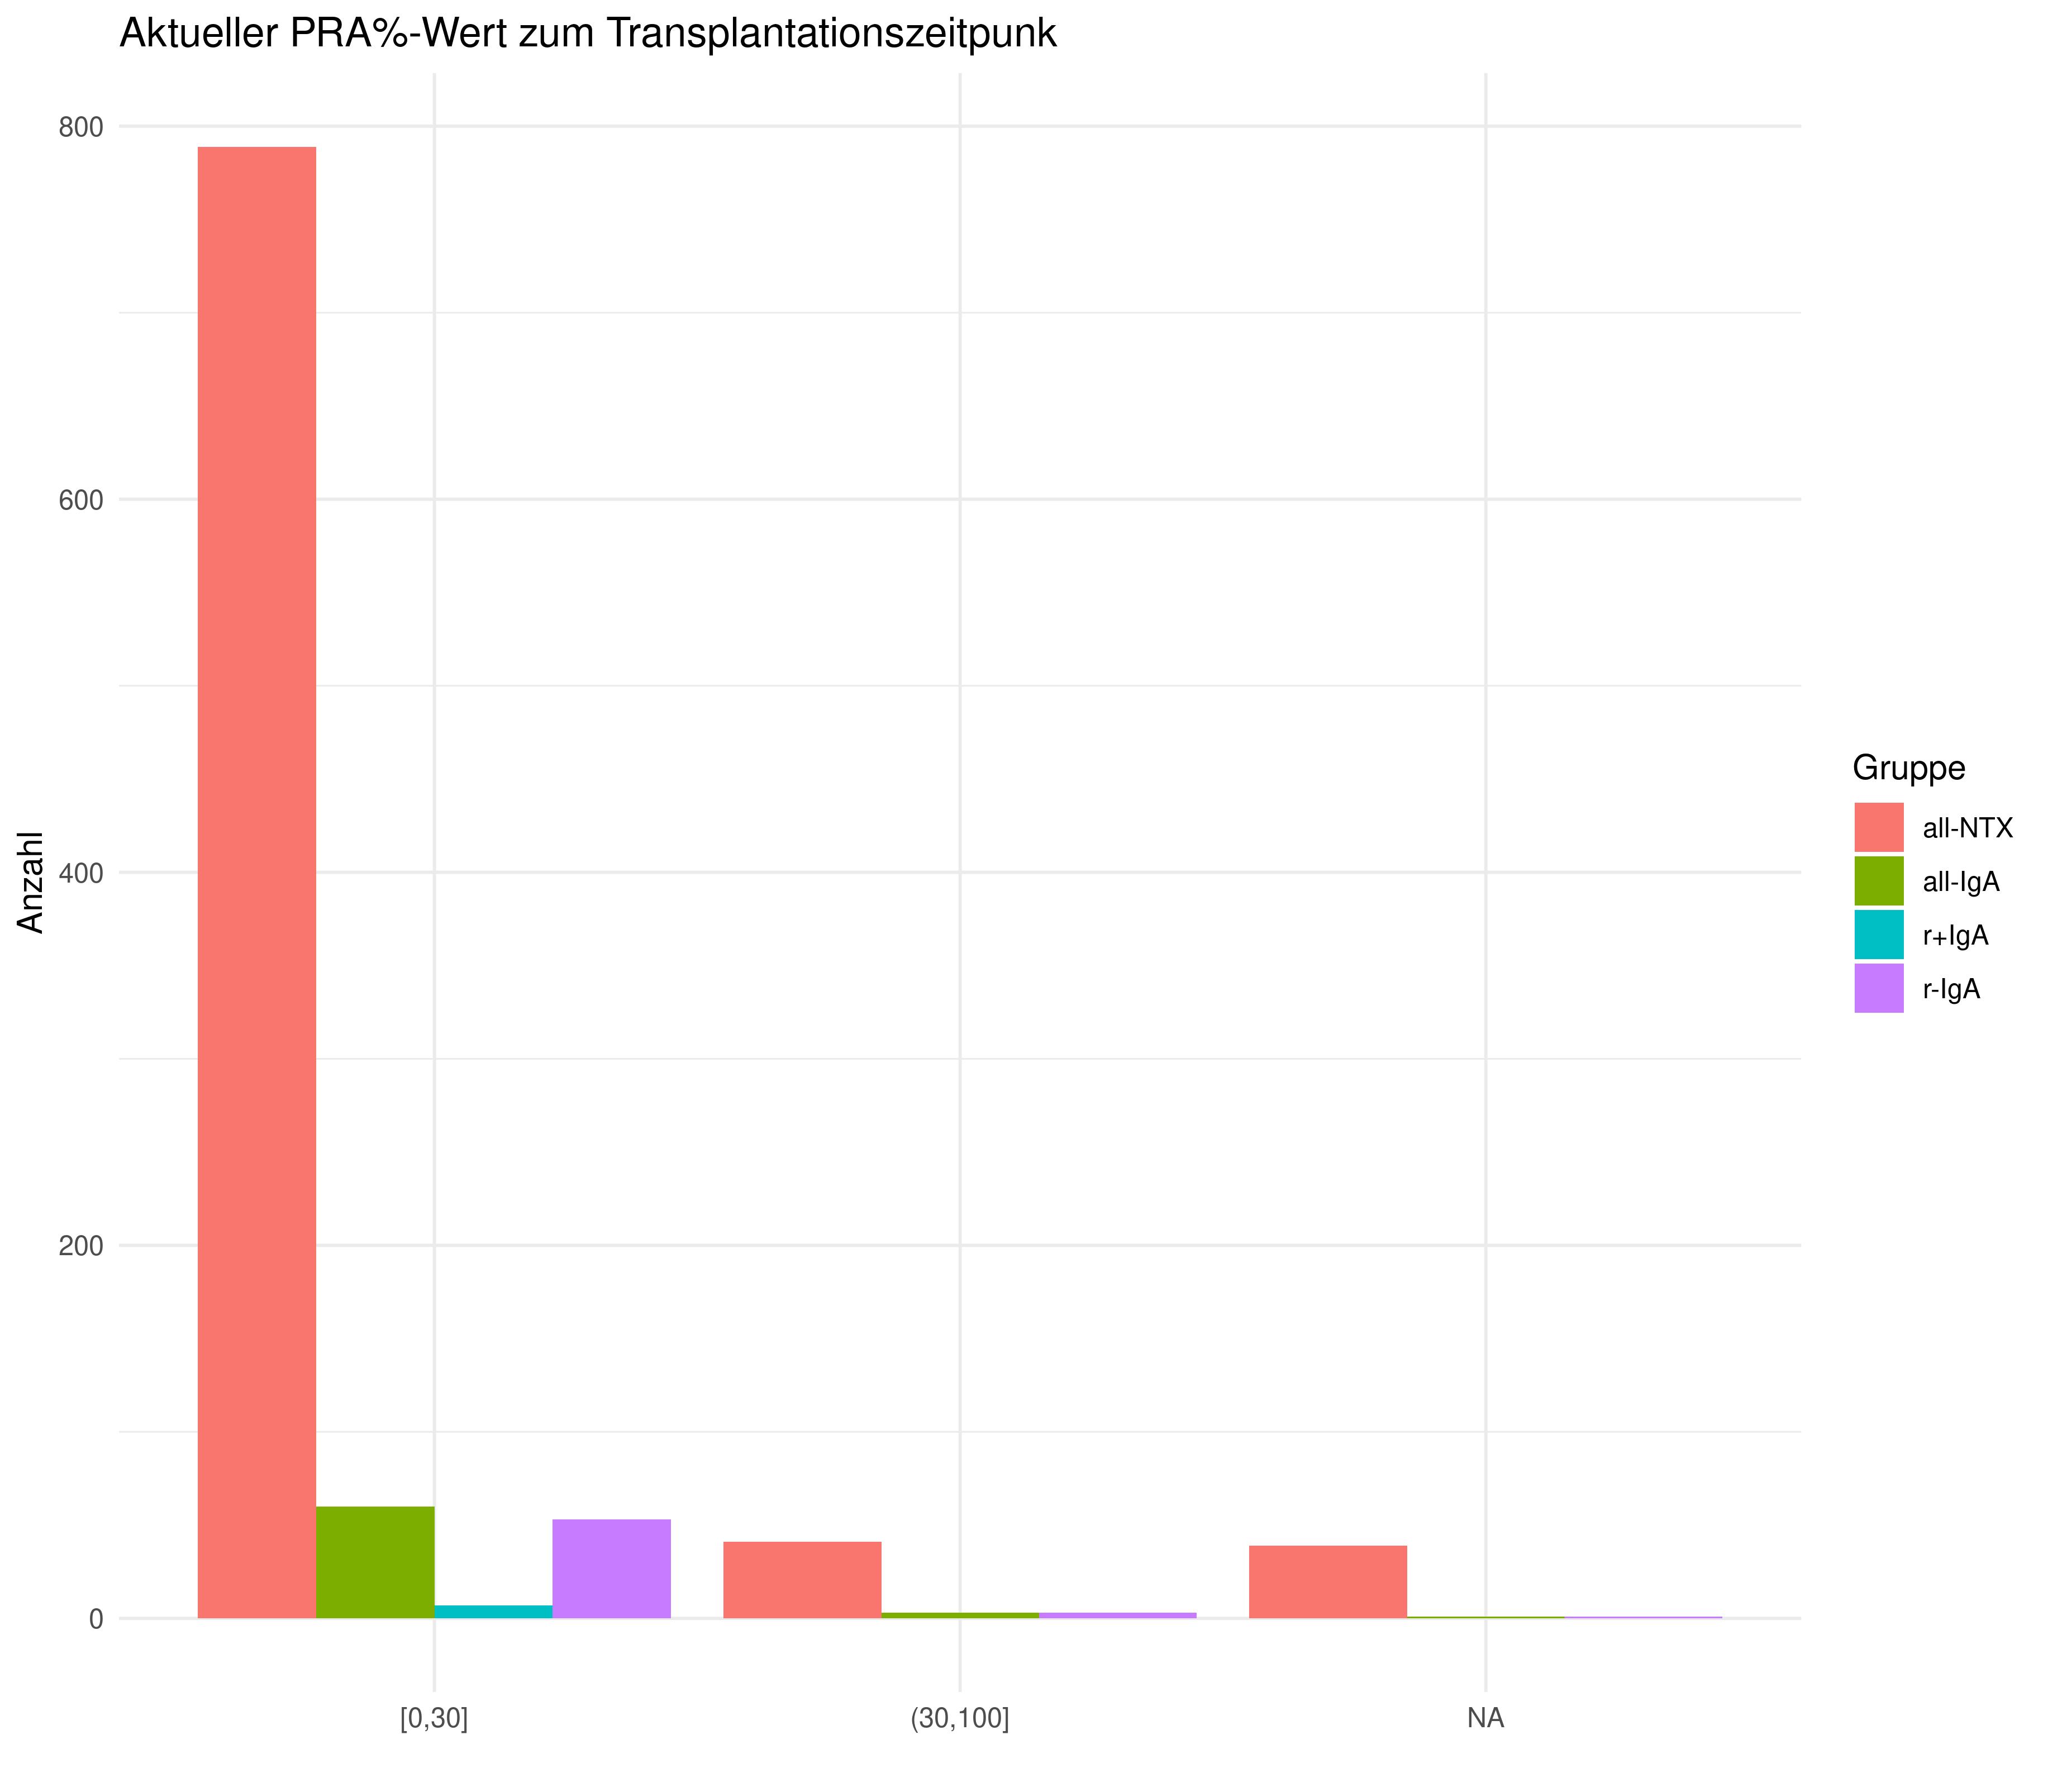 Aktueller PRA%-Wert zum Transplantationszeitpunk
Anzahl
800
600
400
200
0
[0,30]
(30,100]
NA
Gruppe
all-NTX
all-IgA
r+IgA
r-IgA